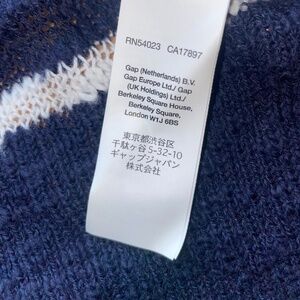 RN54023 CA17897
Gap (Netherlands) B.V.
Gap Europe Ltd./ Gap
(UK Holdings) Ltd./
Berkeley Square House,
Berkeley Square,
London W1J 6BS
東京都渋谷区
千駄ヶ谷 5-32-10
ギャップジャパン
株式会社